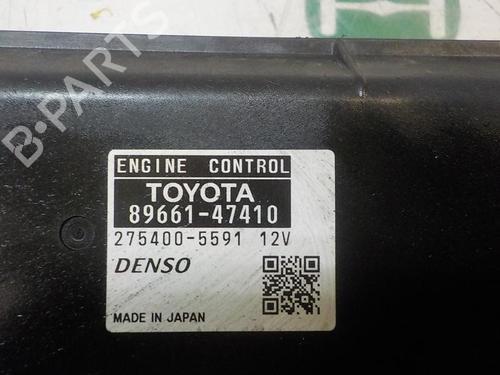 B-PARTS
ENGINE CONTROL
TOYOTA
89661-47410
275400-5591 12V
DENSO
MADE IN JAPAN